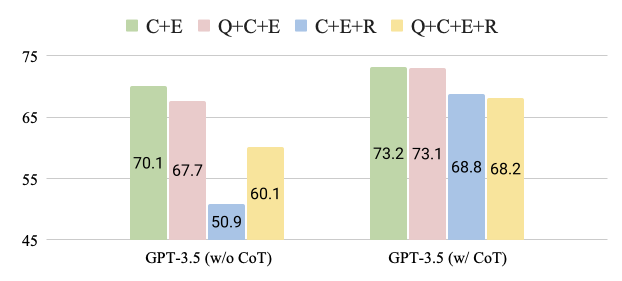 C+E Q+C+E C+E+R Q+C+E+R
75
65
55
45
70.1 67.7 50.9 60.1 73.2 73.1 68.8 68.2
GPT-3.5 (w/o CoT) GPT-3.5 (w/ CoT)